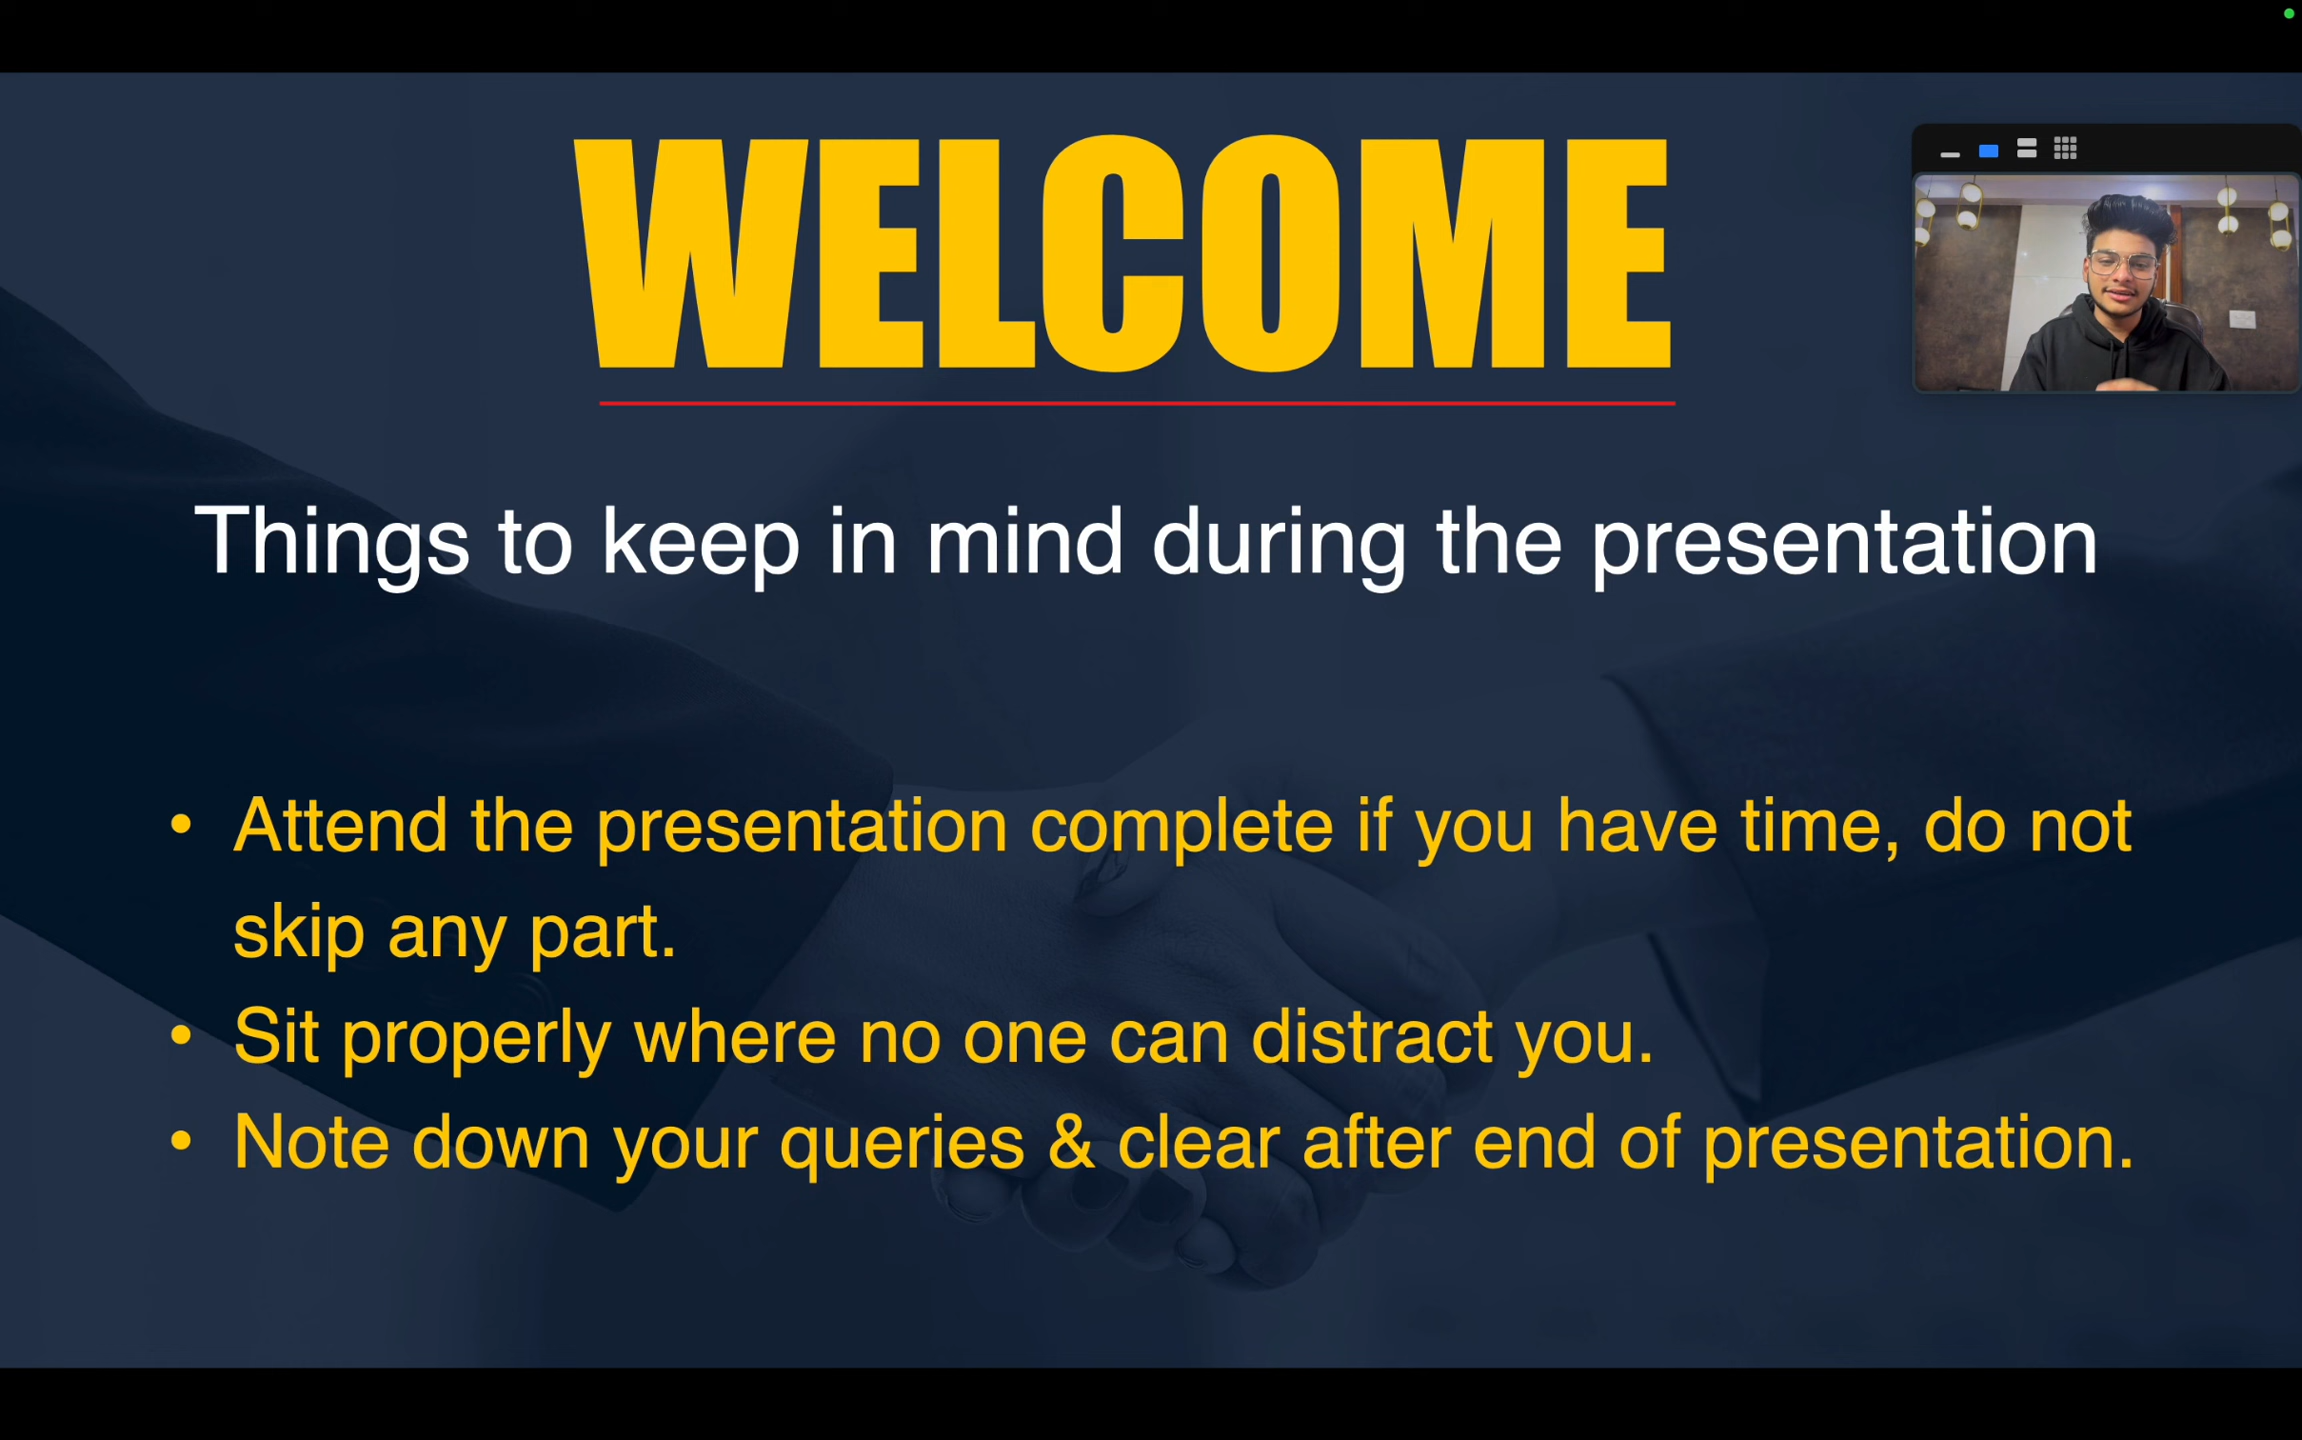 WELCOME
Things to keep in mind during the presentation
• Attend the presentation complete if you have time, do not
skip any part.
• Sit properly where no one can distract you.
• Note down your queries & clear after end of presentation.